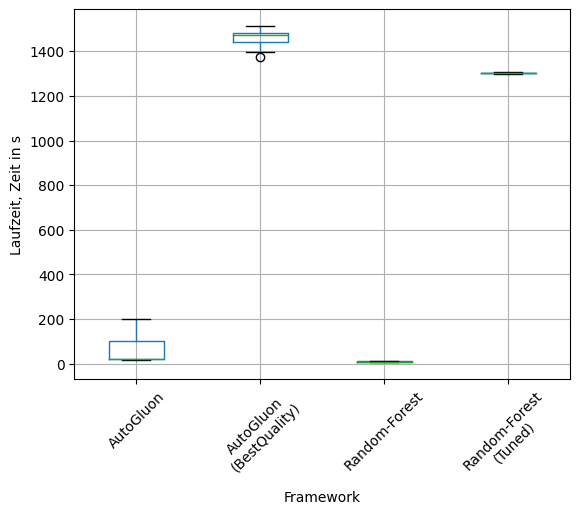 1400
1200
1000
800
600
400
200
0
Laufzeit, Zeit in s
AutoGluon
AutoGluon
(BestQuality)
Random-Forest
Random-Forest
(Tuned)
Framework